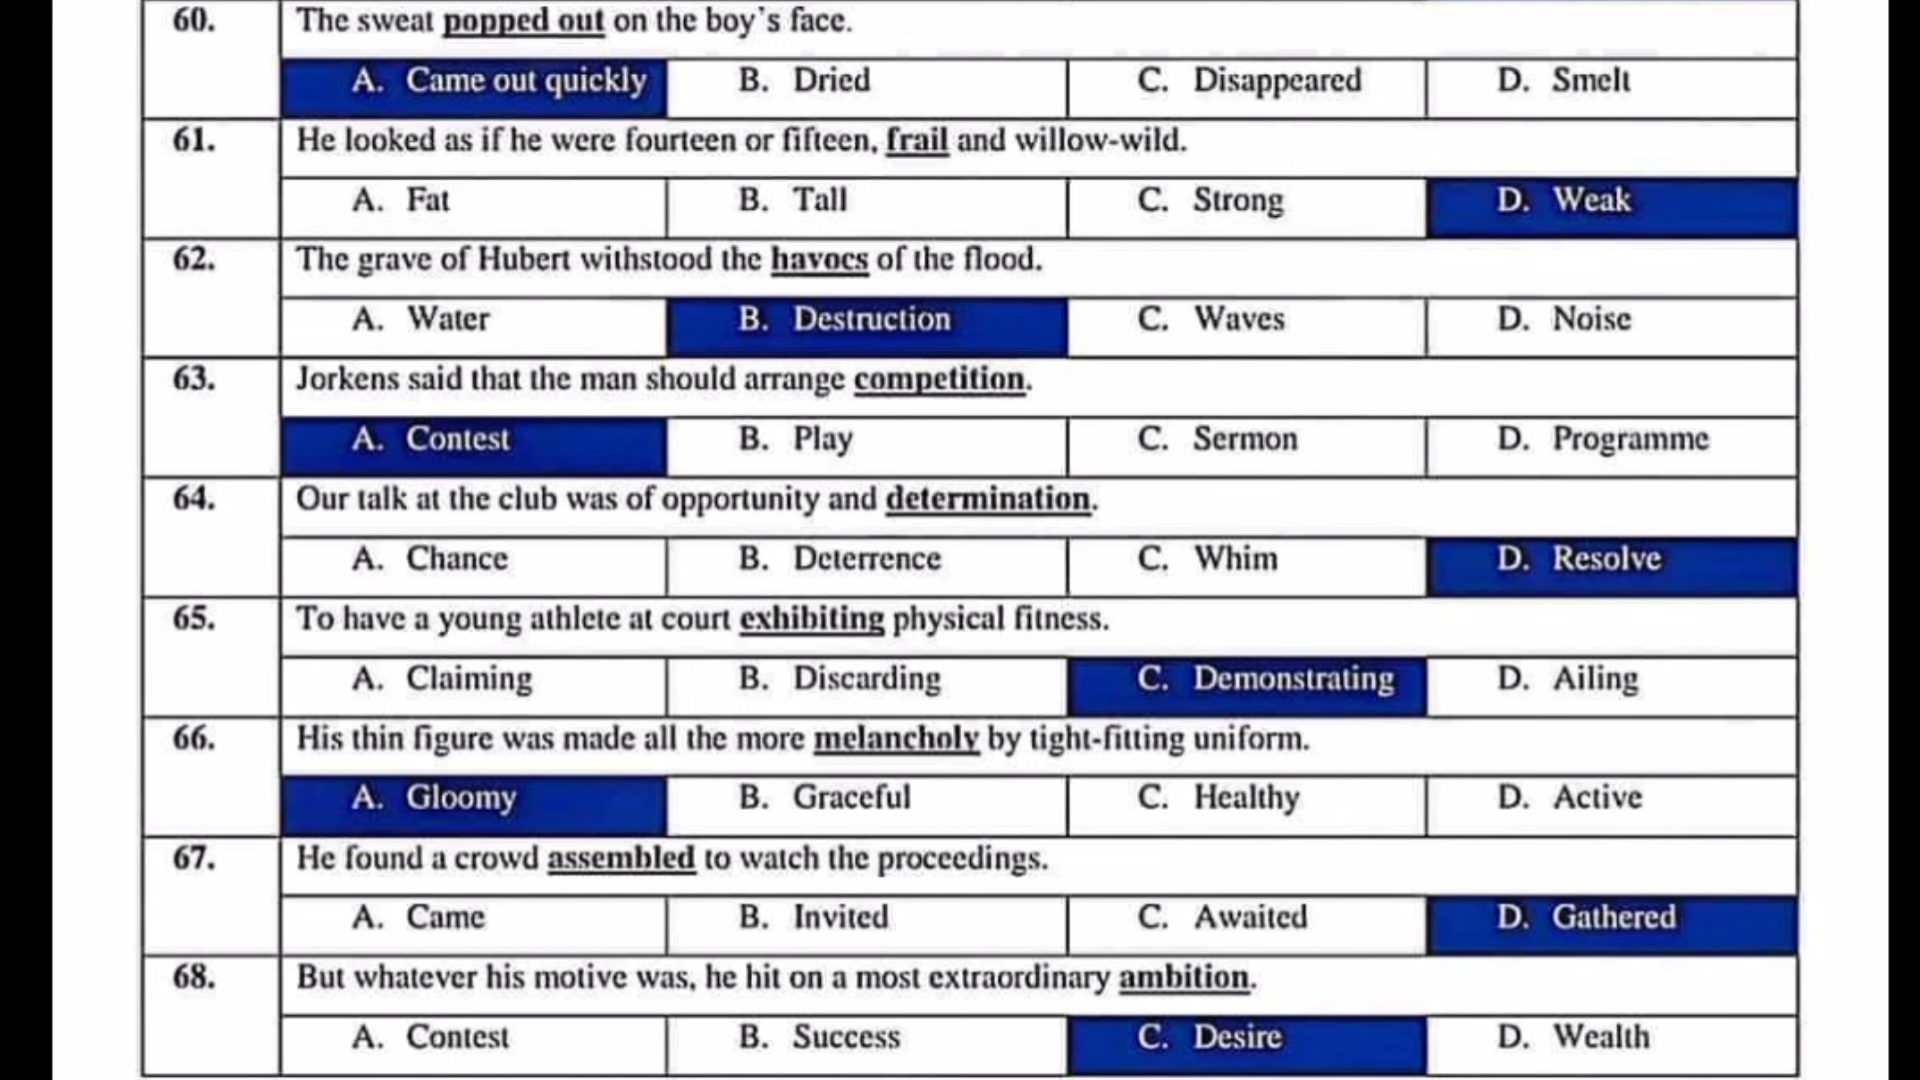 60. The sweat popped out on the boy's face.
A. Came out quickly B. Dried C. Disappeared D. Smelt
61. He looked as if he were fourteen or fifteen, frail and willow-wild.
A. Fat B. Tall C. Strong D. Weak
62. The grave of Hubert withstood the havocs of the flood.
A. Water B. Destruction C. Waves D. Noise
63. Jorkens said that the man should arrange competition.
A. Contest B. Play C. Sermon D. Programme
64. Our talk at the club was of opportunity and determination.
A. Chance B. Deterrence C. Whim D. Resolve
65. To have a young athlete at court exhibiting physical fitness.
A. Claiming B. Discarding C. Demonstrating D. Ailing
66. His thin figure was made all the more melancholy by tight-fitting uniform.
A. Gloomy B. Graceful C. Healthy D. Active
67. He found a crowd assembled to watch the proceedings.
A. Came B. Invited C. Awaited D. Gathered
68. But whatever his motive was, he hit on a most extraordinary ambition.
A. Contest B. Success C. Desire D. Wealth